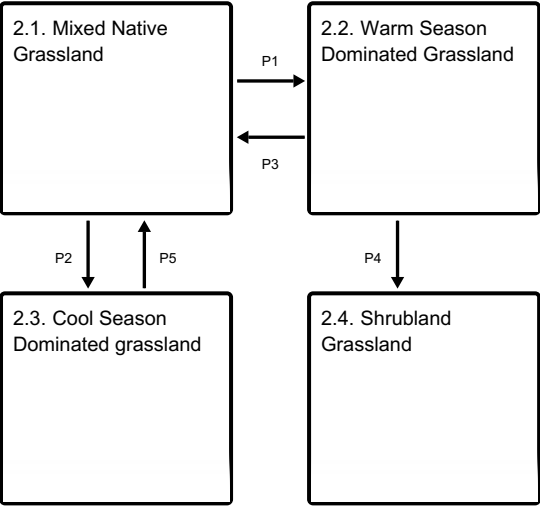 2.1. Mixed Native
Grassland
P1
2.2. Warm Season
Dominated Grassland
P3
P2
P5
P4
2.3. Cool Season
Dominated grassland
2.4. Shrubland
Grassland